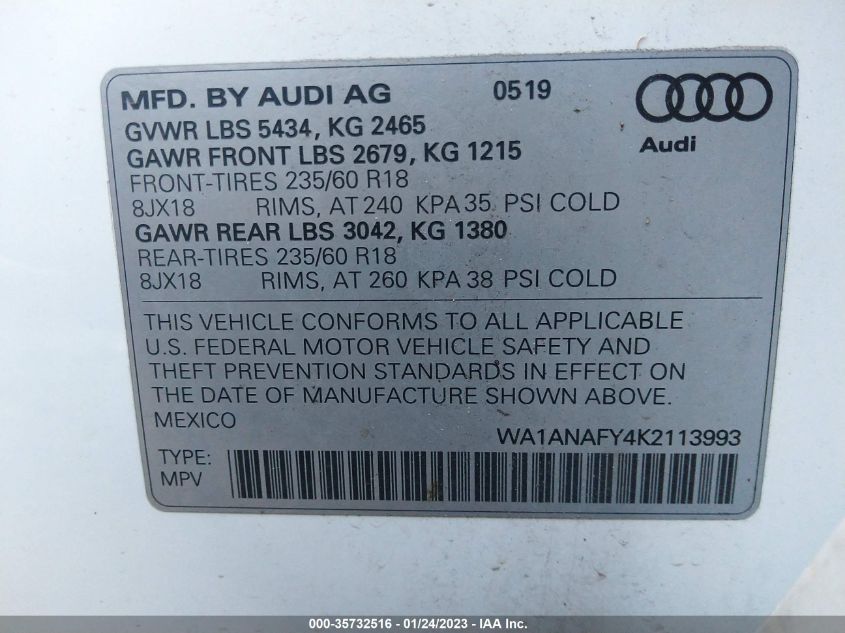 MFD. BY AUDI AG 0519
GVWR LBS 5434, KG 2465
GAWR FRONT LBS 2679, KG 1215
Audi
FRONT-TIRES 235/60 R18
8JX18 RIMS, AT 240 KPA 35 PSI COLD
GAWR REAR LBS 3042, KG 1380
REAR-TIRES 235/60 R18
8JX18 RIMS, AT 260 KPA 38 PSI COLD
THIS VEHICLE CONFORMS TO ALL APPLICABLE
U.S. FEDERAL MOTOR VEHICLE SAFETY AND
THEFT PREVENTION STANDARDS IN EFFECT ON
THE DATE OF MANUFACTURE SHOWN ABOVE.
MEXICO
WA1ANAFY4K2113993
TYPE:
MPV
000-35732516 - 01/24/2023 - IAA Inc.